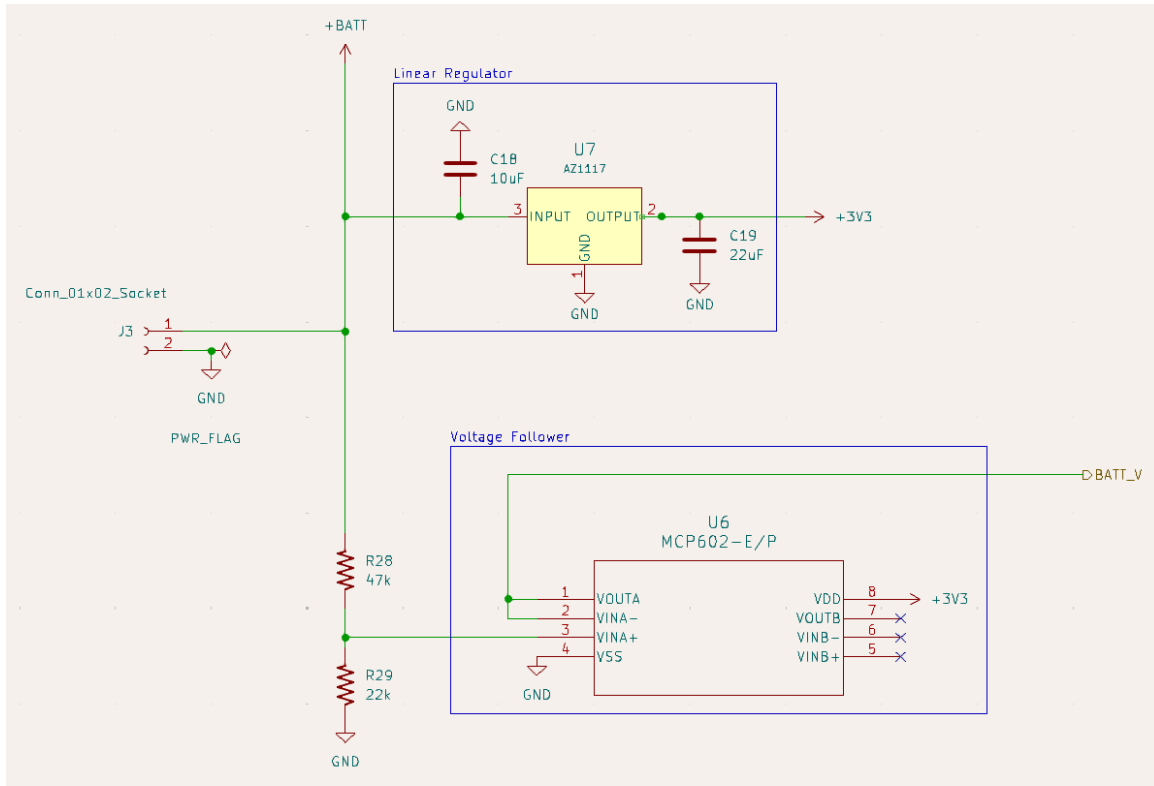 +BATT
Linear Regulator
GND
C18
10uF
U7
AZ1117
3
INPUT
OUTPUT
2
+3V3
GND
1
GND
C19
22uF
GND
Conn_01x02_Socket
J3
1
2
GND
PWR_FLAG
Voltage Follower
BATT_V
U6
MCP602-E/P
R28
47k
1
VOUTA
2
VINA-
3
VINA+
4
VSS
VDD
8
+3V3
VOUTB
7
VINB-
6
VINB+
5
GND
R29
22k
GND